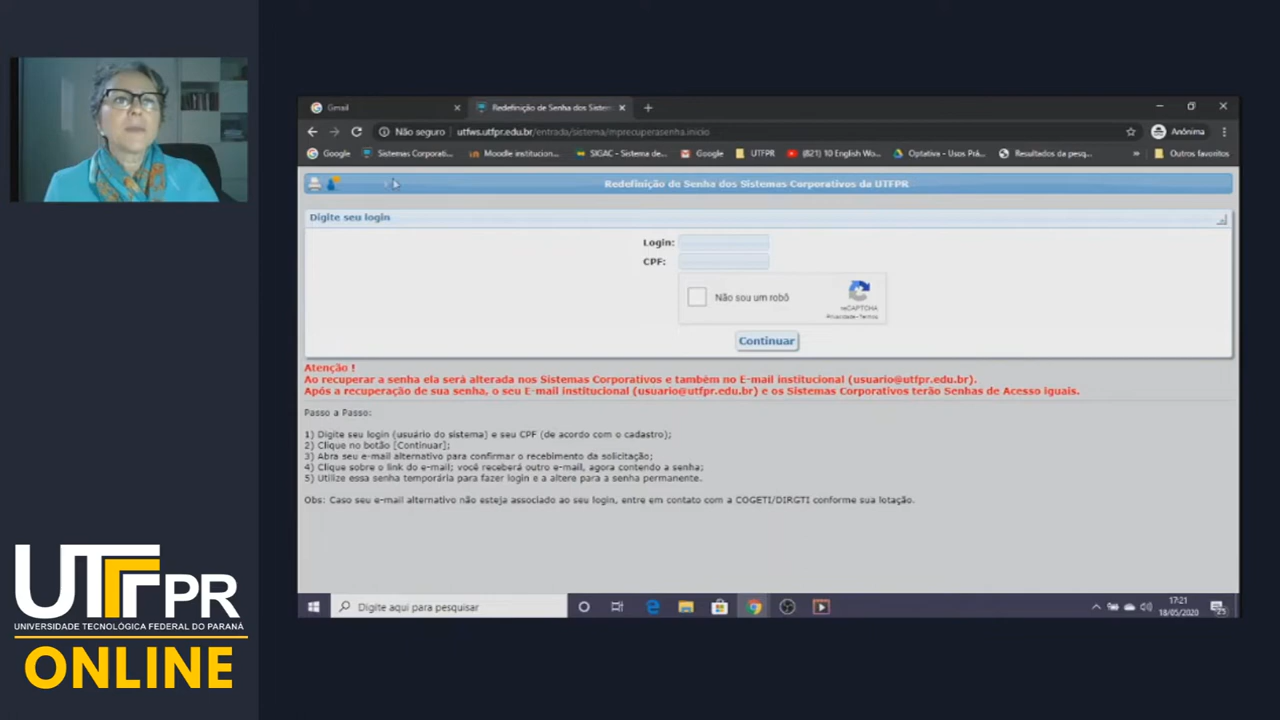 Gmail
Redefinição de Senha dos Sistem
Não seguro
utfws.utfpr.edu.br/entrada/sistema/mprecuperasenha.inicio
Anônima
Google
Sistemas Corporati...
Moodle institucion...
SIGAC - Sistema de...
Google
UTFPR
(821) 10 English Wo...
Optativa - Usos Prá...
Resultados da pesq...
»
Outros favoritos
Redefinição de Senha dos Sistemas Corporativos da UTFPR
Digite seu login
Login:
CPF:
Não sou um robô
reCAPTCHA
Privacidade - Termos
Continuar
Atenção !
Ao recuperar a senha ela será alterada nos Sistemas Corporativos e também no E-mail institucional (usuario@utfpr.edu.br).
Após a recuperação de sua senha, o seu E-mail institucional (usuario@utfpr.edu.br) e os Sistemas Corporativos terão Senhas de Acesso iguais.
Passo a Passo:
1) Digite seu login (usuário do sistema) e seu CPF (de acordo com o cadastro);
2) Clique no botão [Continuar];
3) Abra seu e-mail alternativo para confirmar o recebimento da solicitação;
4) Clique sobre o link do e-mail; você receberá outro e-mail, agora contendo a senha;
5) Utilize essa senha temporária para fazer login e a altere para a senha permanente.
Obs: Caso seu e-mail alternativo não esteja associado ao seu login, entre em contato com a COGETI/DIRGTI conforme sua lotação.
Digite aqui para pesquisar
17:21
18/05/2020
UTFPR
UNIVERSIDADE TECNOLÓGICA FEDERAL DO PARANÁ
ONLINE